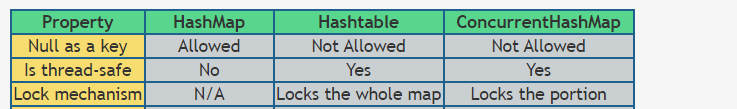 Property HashMap Hashtable ConcurrentHashMap
Null as a key Allowed Not Allowed Not Allowed
Is thread-safe No Yes Yes
Lock mechanism N/A Locks the whole map Locks the portion